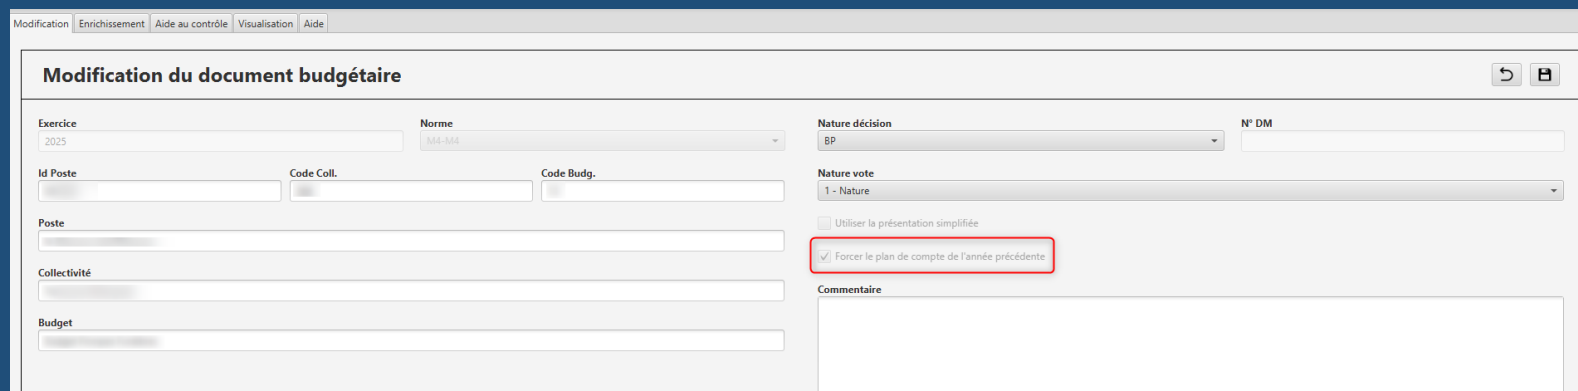 Modification Enrichissement Aide au contrôle Visualisation Aide
Modification du document budgétaire
Exercice
2025
Norme
M4-M4
Id Poste
Code Coll.
Code Budg.
Poste
Collectivité
Budget
Nature décision
BP
N° DM
Nature vote
1 - Nature
Utiliser la présentation simplifiée
Forcer le plan de compte de l'année précédente
Commentaire